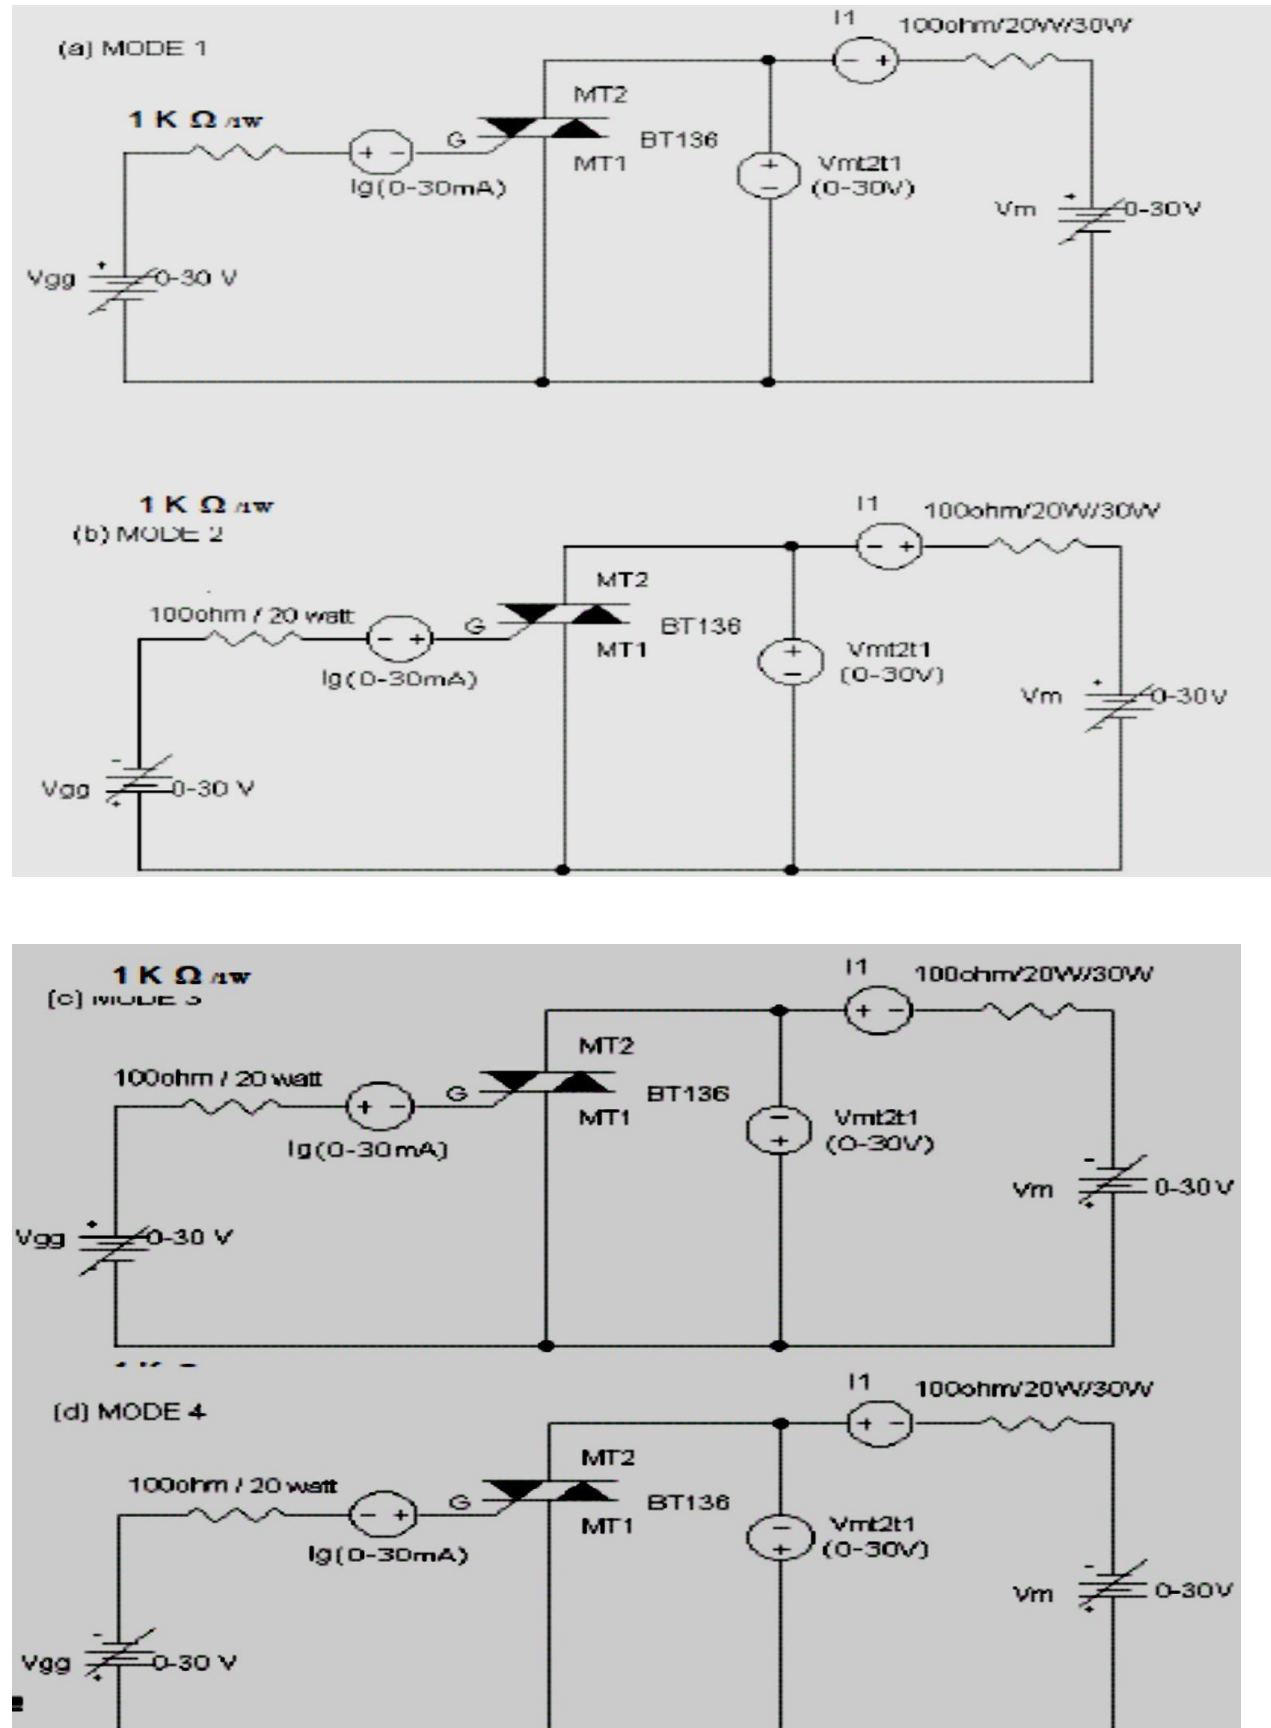 (a) MODE 1
I1
100ohm/20W/30W
1 K Ω /1W
MT2
G
BT136
MT1
Ig(0-30mA)
+ -
- +
+
-
Vmt2t1
(0-30V)
Vm
+
-
0-30V
Vgg
+
-
0-30 V
1 K Ω /1W
(b) MODE 2
I1
100ohm/20W/30W
100ohm / 20 watt
MT2
G
BT136
MT1
Ig(0-30mA)
- +
- +
+
-
Vmt2t1
(0-30V)
Vm
+
-
0-30V
Vgg
-
+
0-30 V
1 K Ω /1W
(c) MODE 3
I1
100ohm/20W/30W
100ohm / 20 watt
MT2
G
BT136
MT1
Ig(0-30mA)
+ -
+ -
-
+
Vmt2t1
(0-30V)
Vm
-
+
0-30V
Vgg
+
-
0-30 V
(d) MODE 4
I1
100ohm/20W/30W
100ohm / 20 watt
MT2
G
BT136
MT1
Ig(0-30mA)
- +
+ -
-
+
Vmt2t1
(0-30V)
Vm
-
+
0-30V
Vgg
-
+
0-30 V